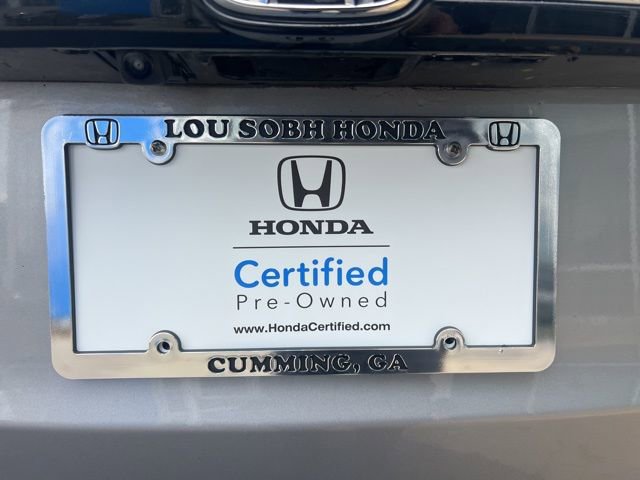 LOU SOBH HONDA
HONDA
Certified
Pre-Owned
www.HondaCertified.com
CUMMING, GA